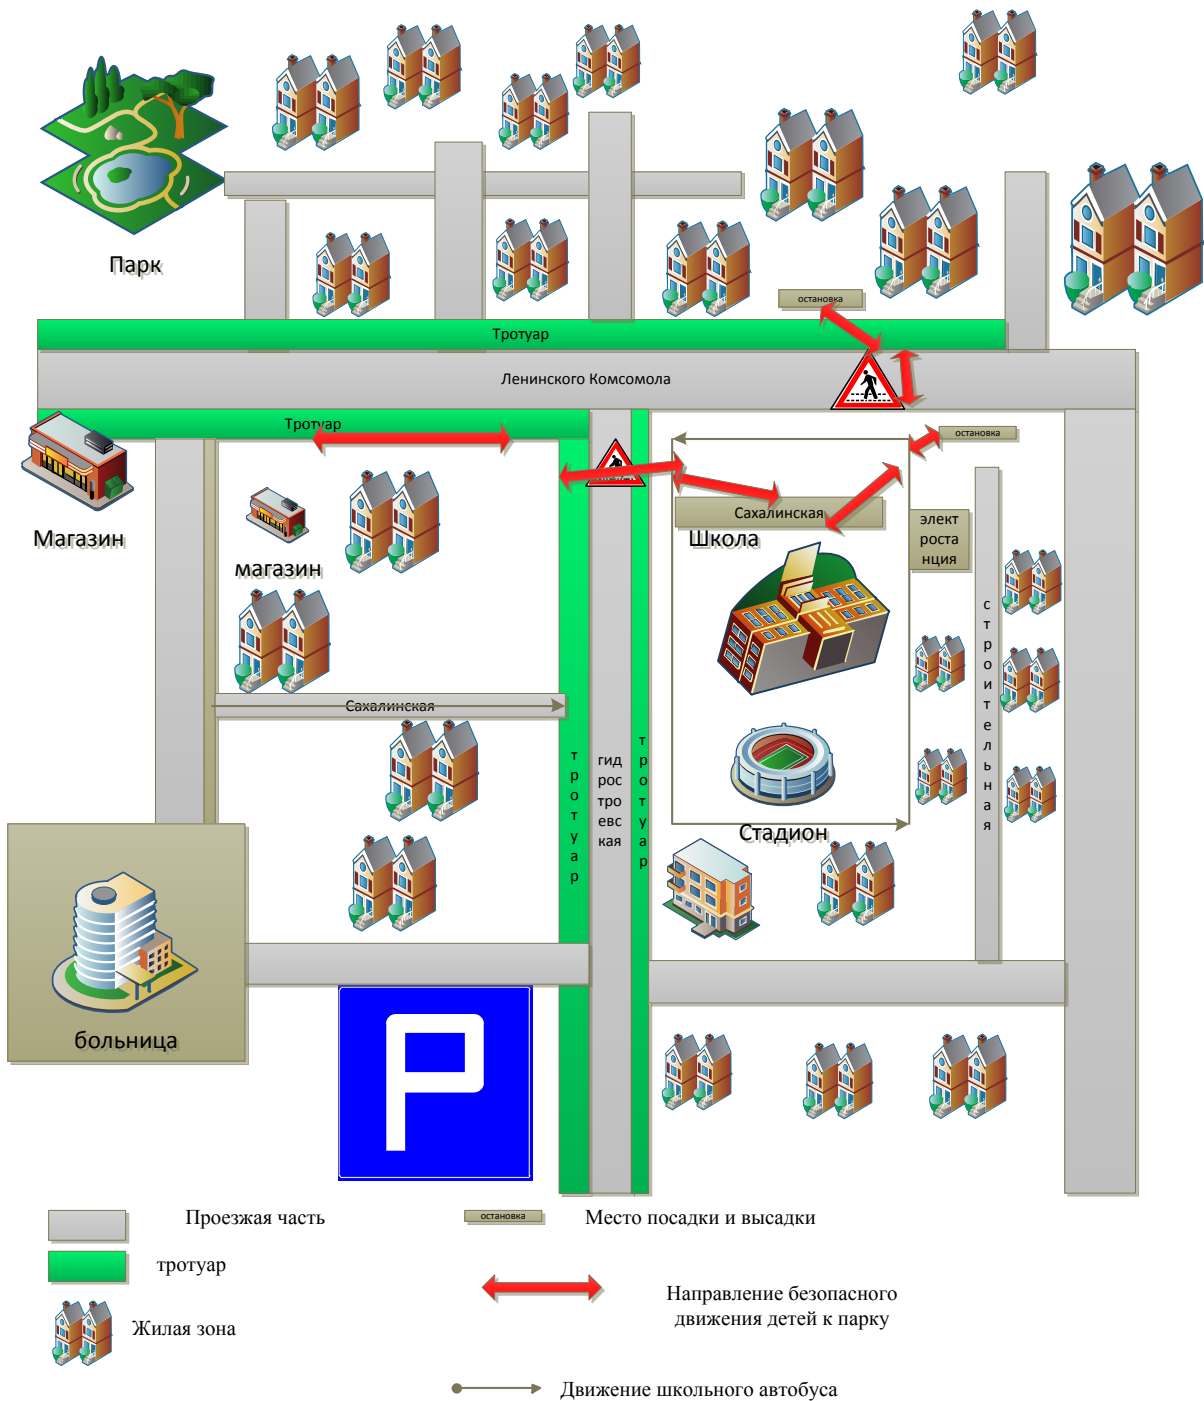 Парк
остановка
Тротуар
Ленинского Комсомола
Тротуар
остановка
Сахалинская
элект
роста
нция
Магазин
Школа
магазин
с
т
р
о
и
т
е
л
ь
н
а
я
Сахалинская
т
р
о
т
у
а
р
гид
рос
тро
евс
кая
т
р
о
т
у
а
р
Стадион
больница
P
Проезжая часть
остановка
Место посадки и высадки
тротуар
Направление безопасного
движения детей к парку
Жилая зона
Движение школьного автобуса